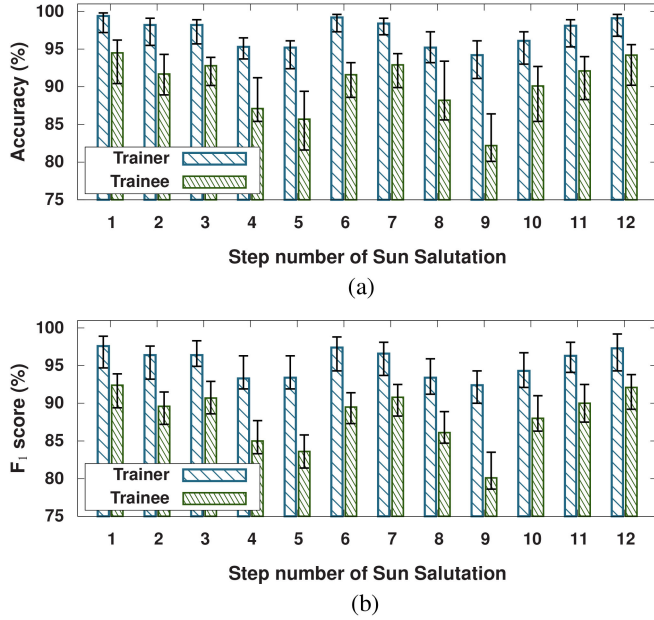 100
95
90
85
80
75
Accuracy (%)
Trainer
Trainee
1 2 3 4 5 6 7 8 9 10 11 12
Step number of Sun Salutation
(a)
100
95
90
85
80
75
F₁ score (%)
Trainer
Trainee
1 2 3 4 5 6 7 8 9 10 11 12
Step number of Sun Salutation
(b)